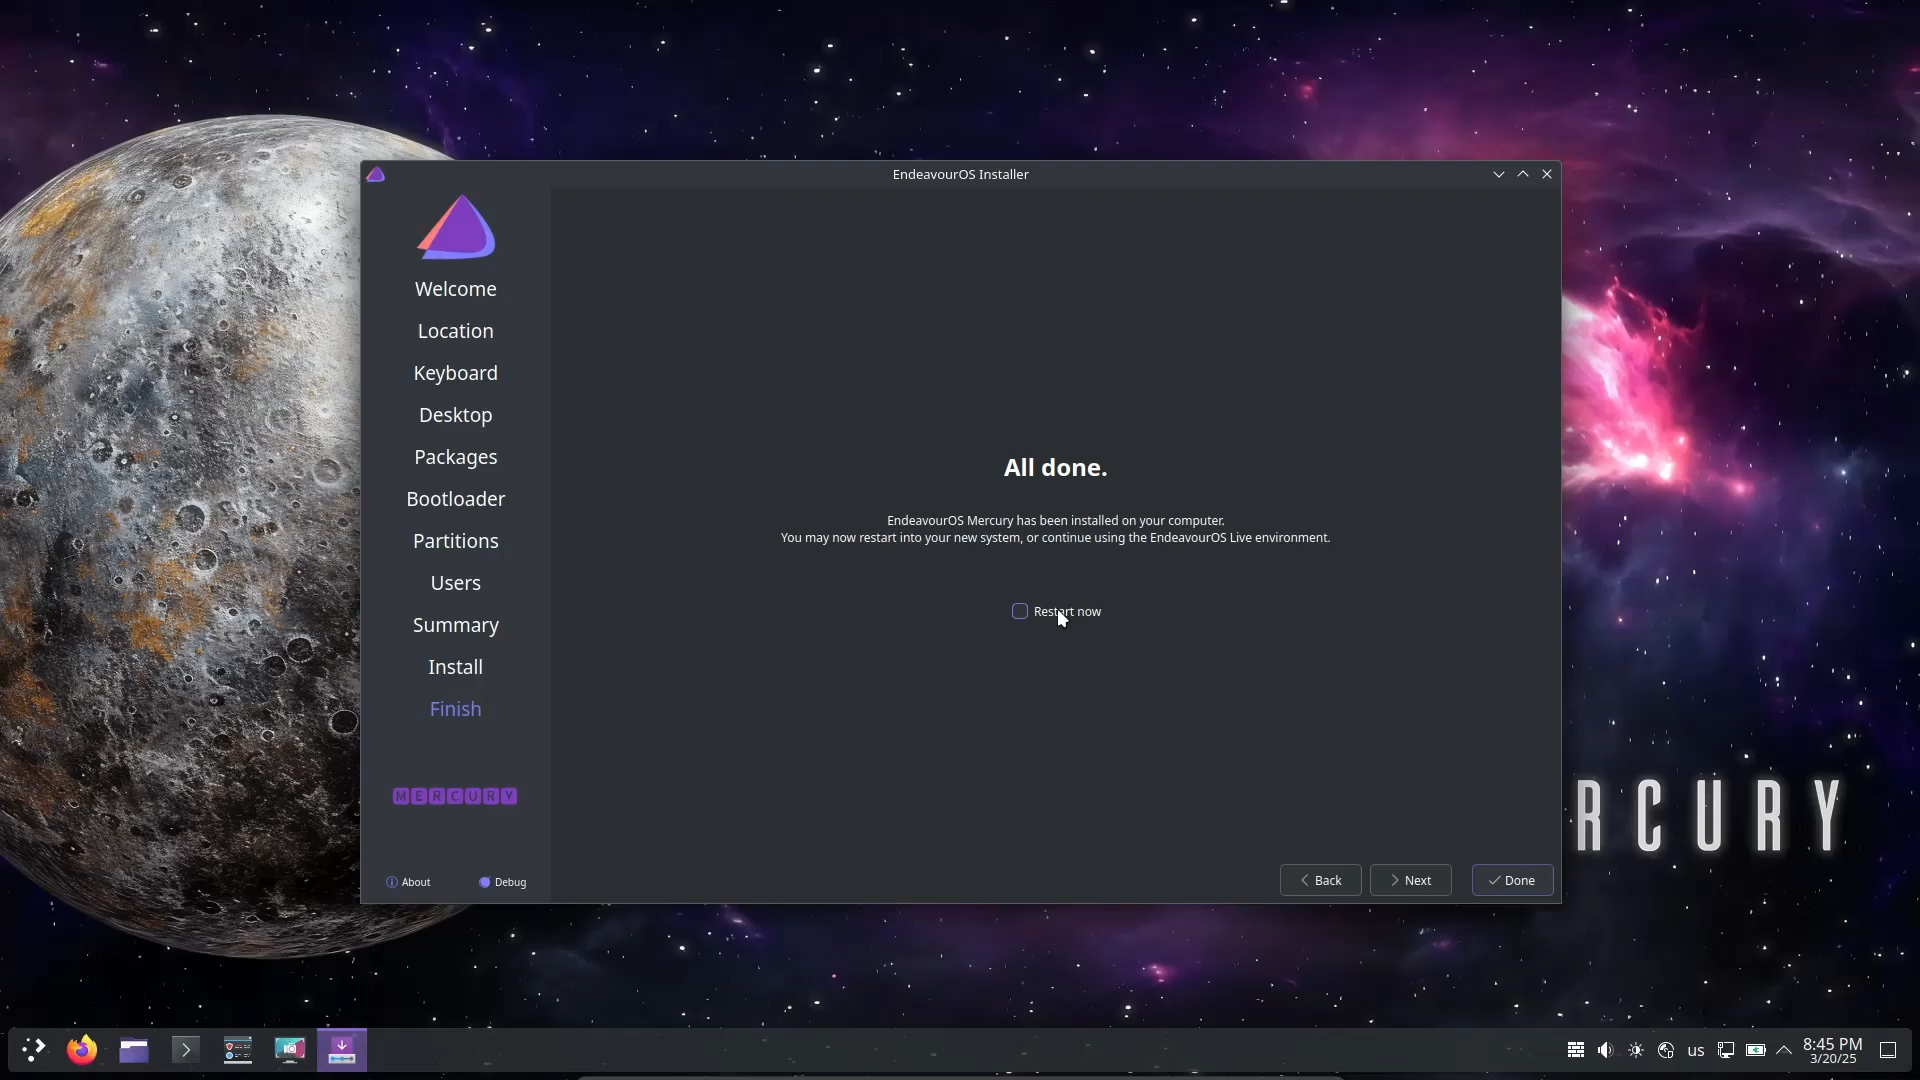 EndeavourOS Installer
Welcome
Location
Keyboard
Desktop
Packages
Bootloader
Partitions
Users
Summary
Install
Finish
MERCURY
About
Debug
All done.
EndeavourOS Mercury has been installed on your computer.
You may now restart into your new system, or continue using the EndeavourOS Live environment.
Restart now
Back
Next
Done
RCURY
us
8:45 PM
3/20/25